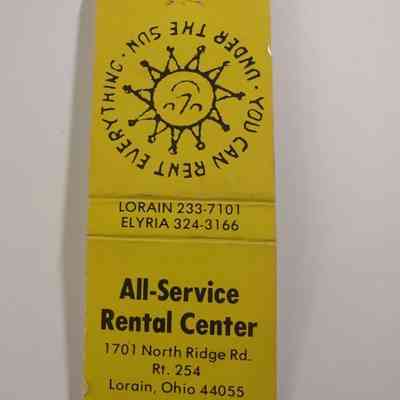 YOU CAN RENT EVERYTHING • UNDER THE SUN •
LORAIN 233-7101
ELYRIA 324-3166
All-Service
Rental Center
1701 North Ridge Rd.
Rt. 254
Lorain, Ohio 44055